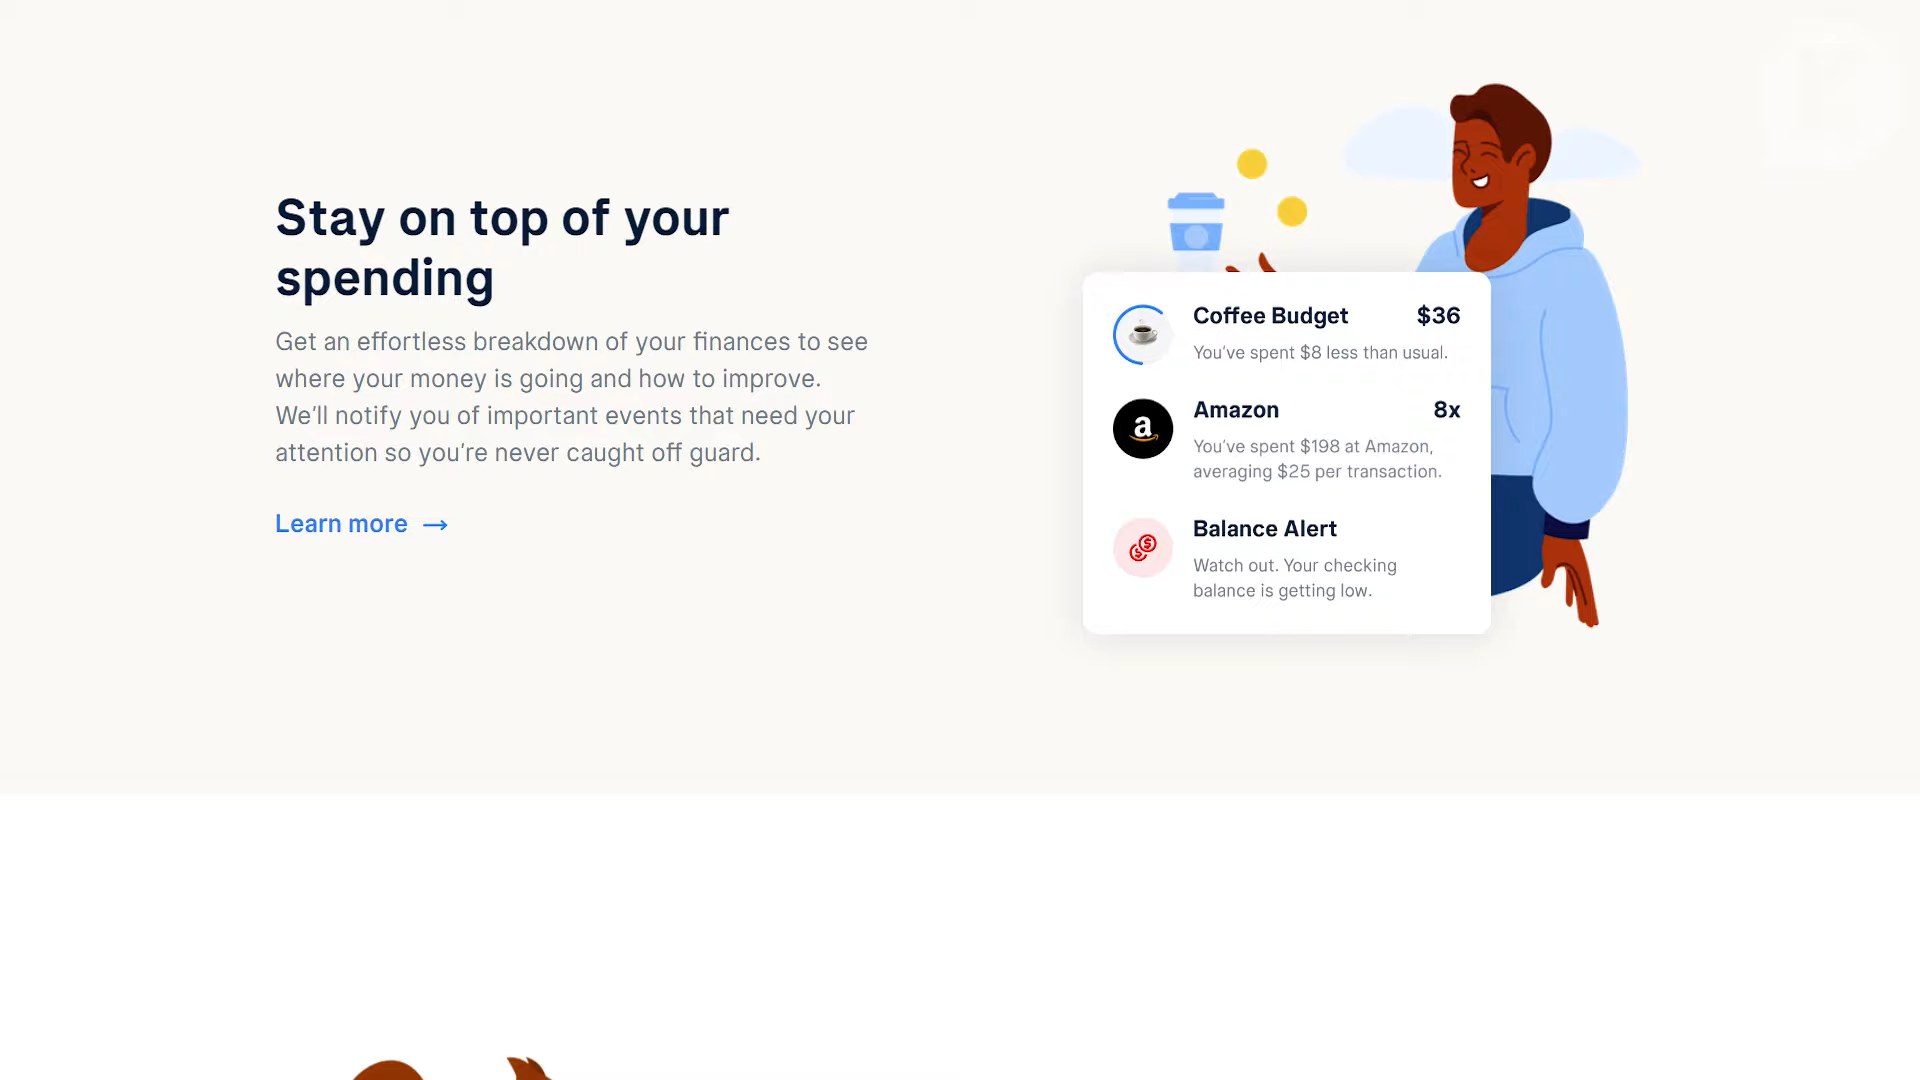 Stay on top of your
spending
Get an effortless breakdown of your finances to see
where your money is going and how to improve.
We'll notify you of important events that need your
attention so you're never caught off guard.
Learn more →
Coffee Budget $36
You've spent $8 less than usual.
Amazon 8x
You've spent $198 at Amazon,
averaging $25 per transaction.
Balance Alert
Watch out. Your checking
balance is getting low.